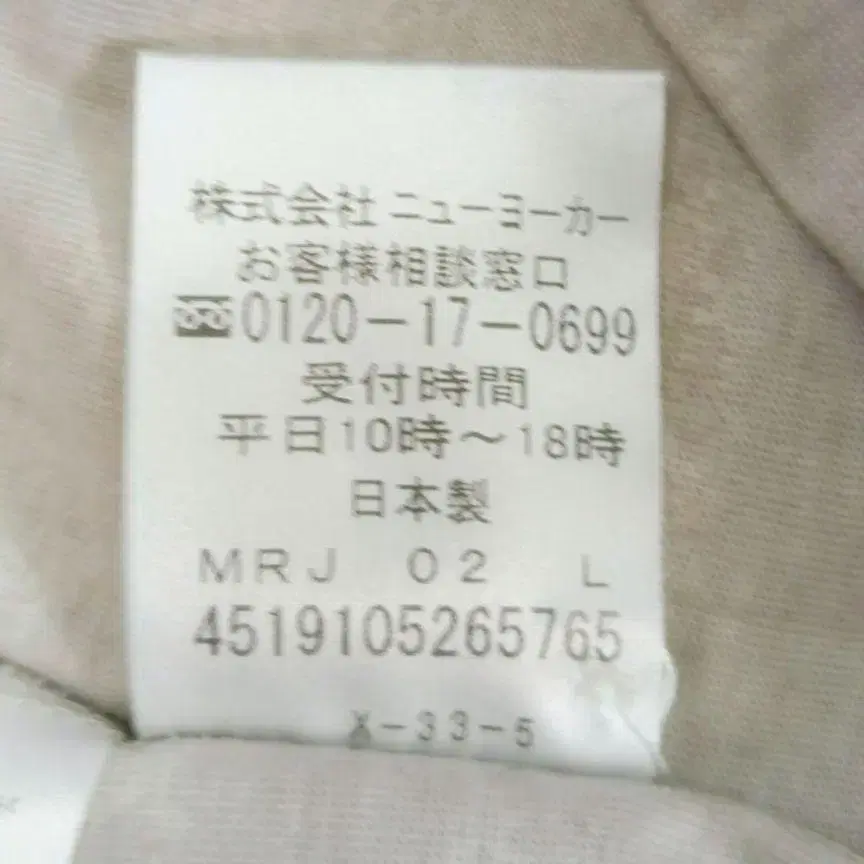 株式会社 ニューヨーカー
お客様相談窓口
0120-17-0699
受付時間
平日10時〜18時
日本製
MRJ 02 L
4519105265765
X-33-5